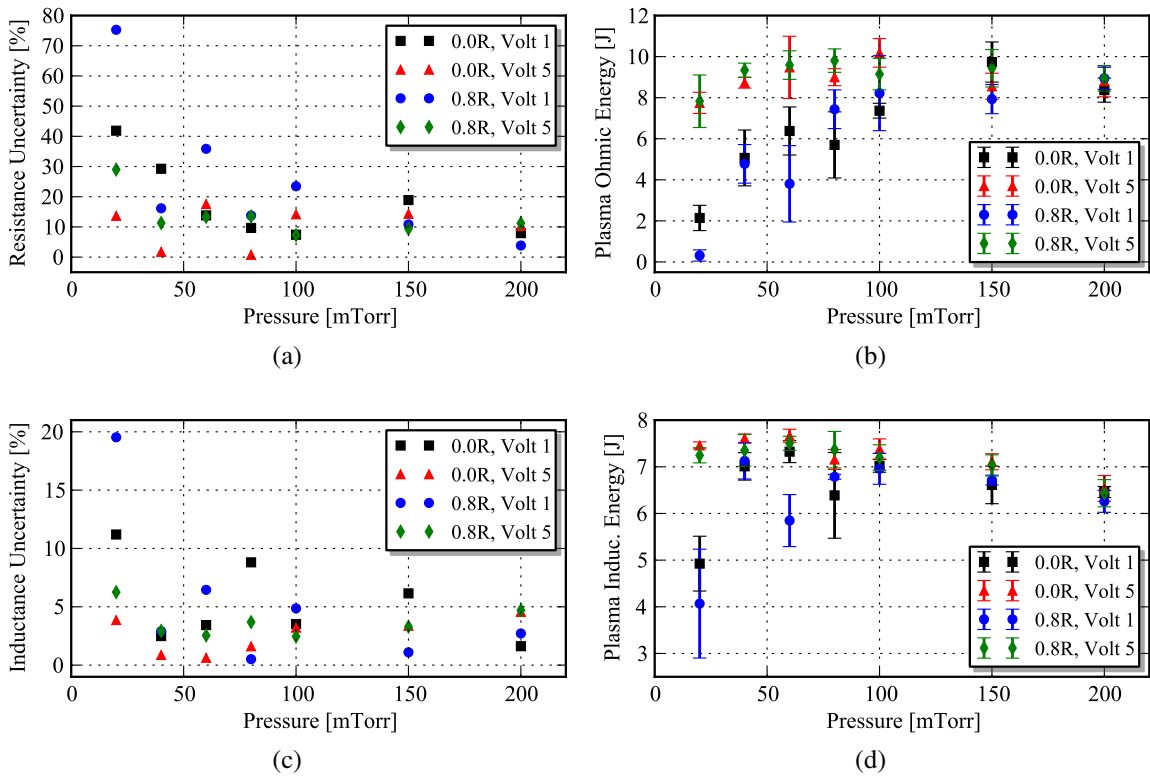 Resistance Uncertainty [%]
80
70
60
50
40
30
20
10
0
0.0R, Volt 1
0.0R, Volt 5
0.8R, Volt 1
0.8R, Volt 5
0 50 100 150 200
Pressure [mTorr]
(a)
Plasma Ohmic Energy [J]
12
10
8
6
4
2
0
0.0R, Volt 1
0.0R, Volt 5
0.8R, Volt 1
0.8R, Volt 5
0 50 100 150 200
Pressure [mTorr]
(b)
Inductance Uncertainty [%]
20
15
10
5
0
0.0R, Volt 1
0.0R, Volt 5
0.8R, Volt 1
0.8R, Volt 5
0 50 100 150 200
Pressure [mTorr]
(c)
Plasma Induc. Energy [J]
8
7
6
5
4
3
0.0R, Volt 1
0.0R, Volt 5
0.8R, Volt 1
0.8R, Volt 5
0 50 100 150 200
Pressure [mTorr]
(d)